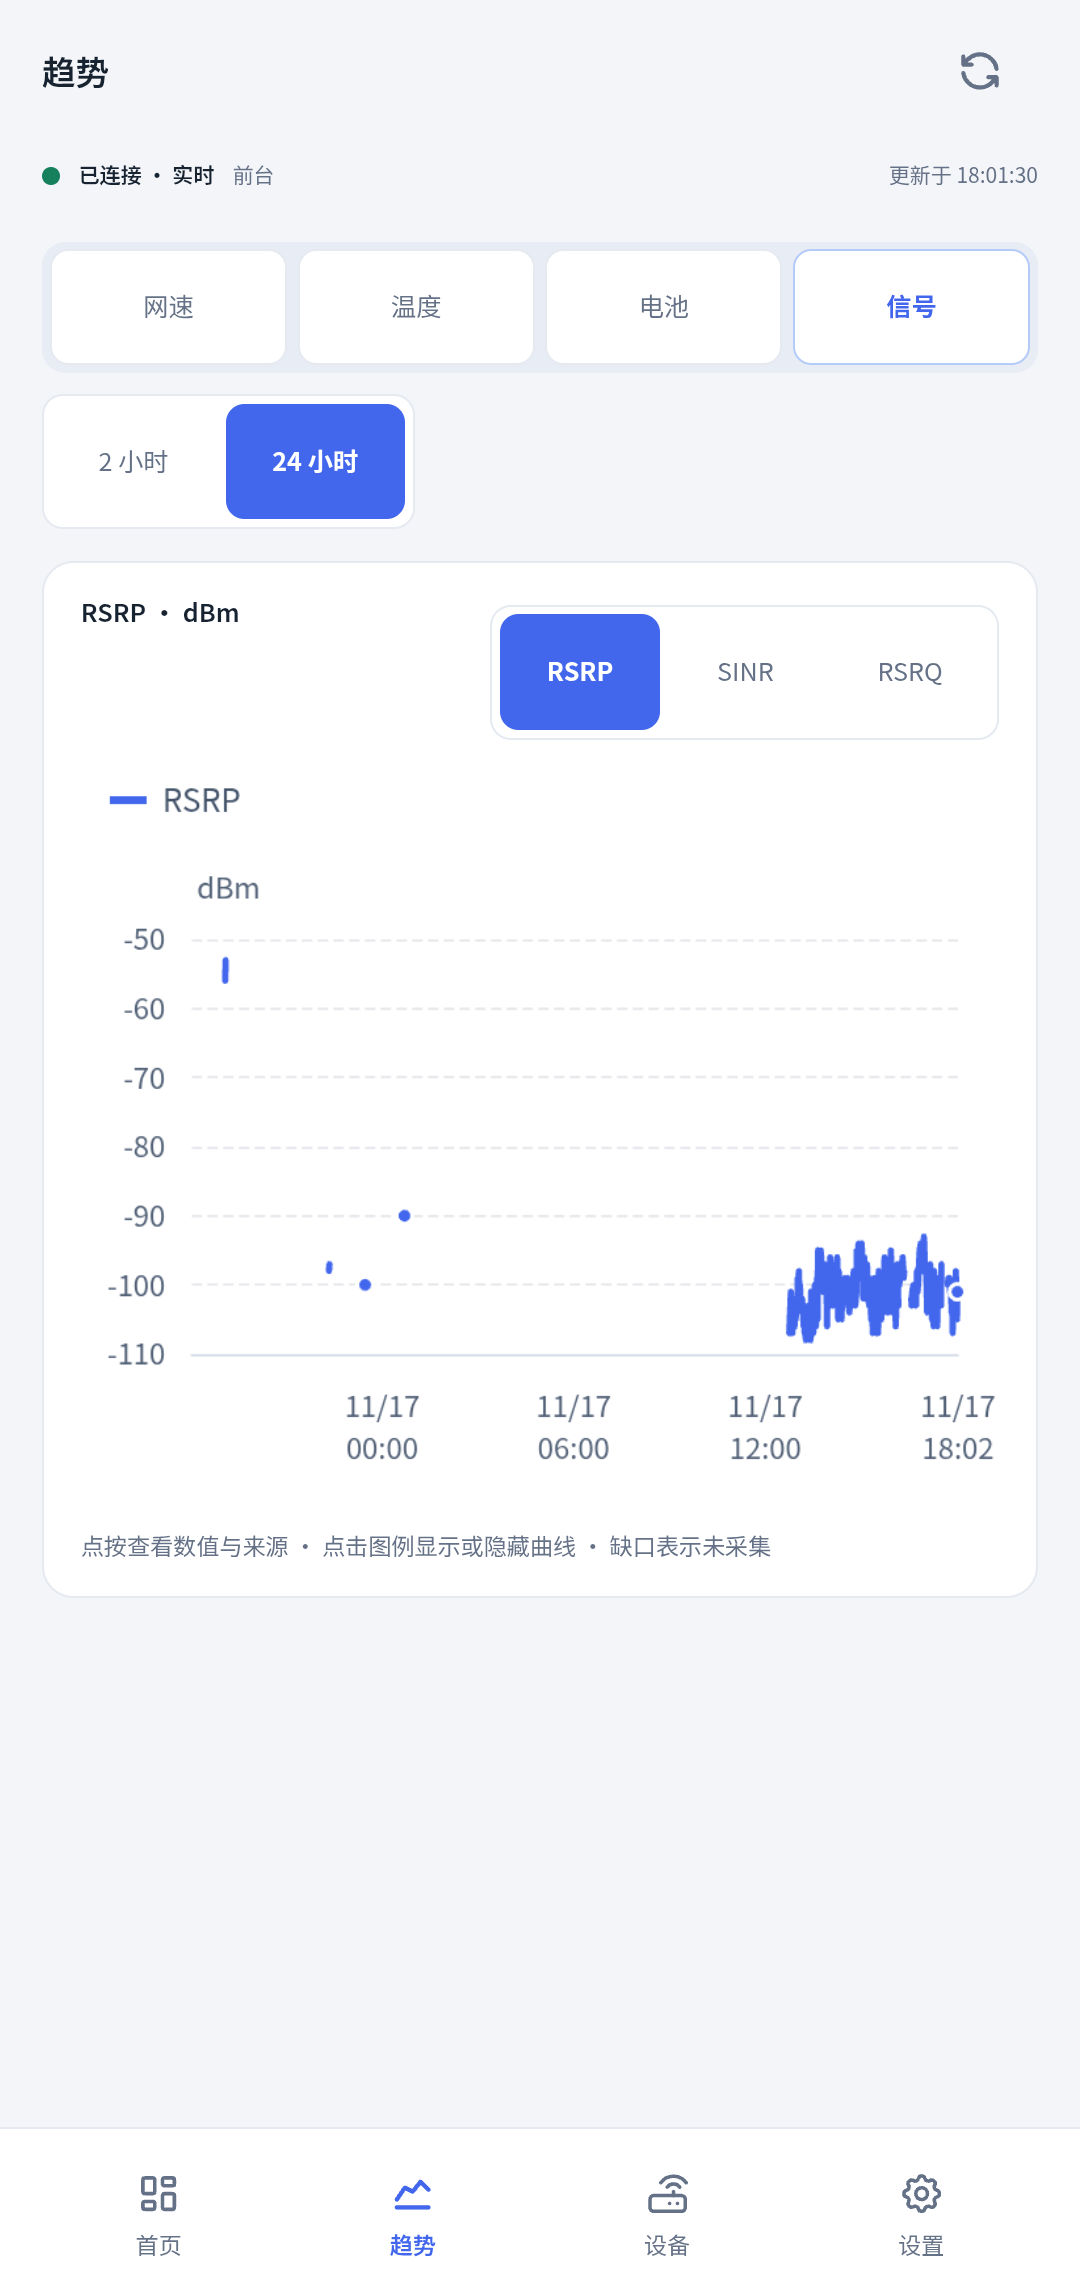 趋势
已连接 • 实时 前台 更新于 18:01:30
网速 温度 电池 信号
2 小时 24 小时
RSRP • dBm
RSRP SINR RSRQ
RSRP
dBm
-50
-60
-70
-80
-90
-100
-110
11/17 11/17 11/17 11/17
00:00 06:00 12:00 18:02
点按查看数值与来源 • 点击图例显示或隐藏曲线 • 缺口表示未采集
首页 趋势 设备 设置